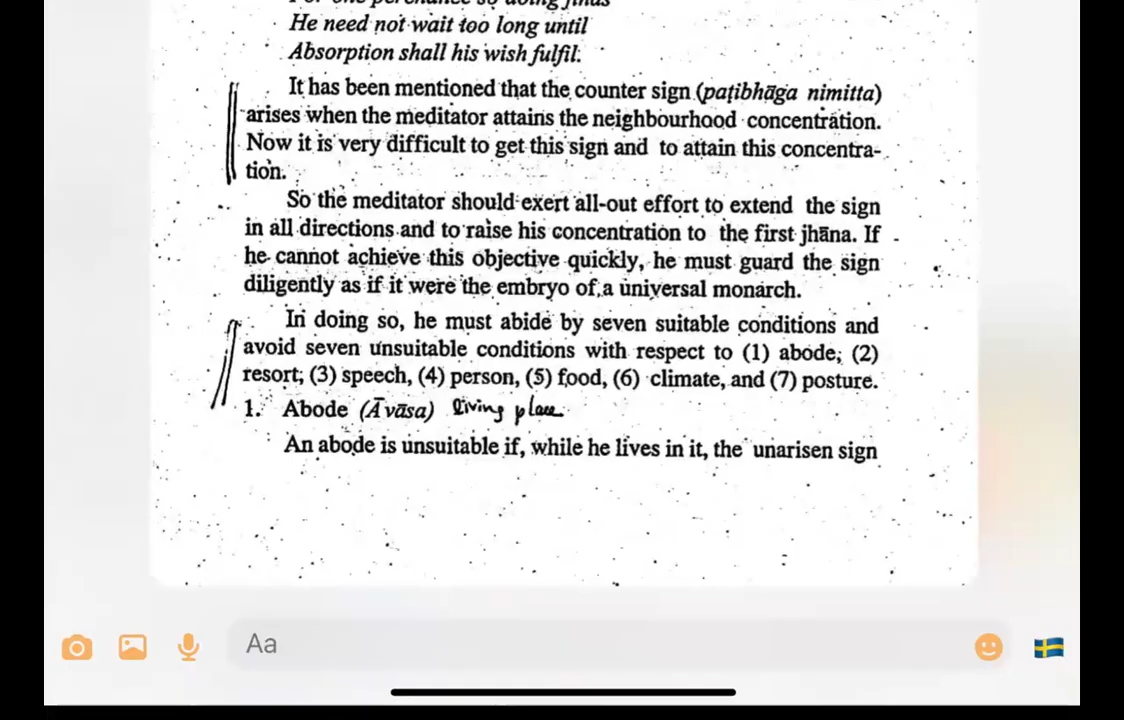 He need not wait too long until
Absorption shall his wish fulfil.
It has been mentioned that the counter sign (paṭibhāga nimitta)
arises when the meditator attains the neighbourhood concentration.
Now it is very difficult to get this sign and to attain this concentra-
tion.
So the meditator should exert all-out effort to extend the sign
in all directions and to raise his concentration to the first jhāna. If
he cannot achieve this objective quickly, he must guard the sign
diligently as if it were the embryo of a universal monarch.
In doing so, he must abide by seven suitable conditions and
avoid seven unsuitable conditions with respect to (1) abode; (2)
resort; (3) speech, (4) person, (5) food, (6) climate, and (7) posture.
1. Abode (Āvāsa) living place
An abode is unsuitable if, while he lives in it, the unarisen sign
Aa